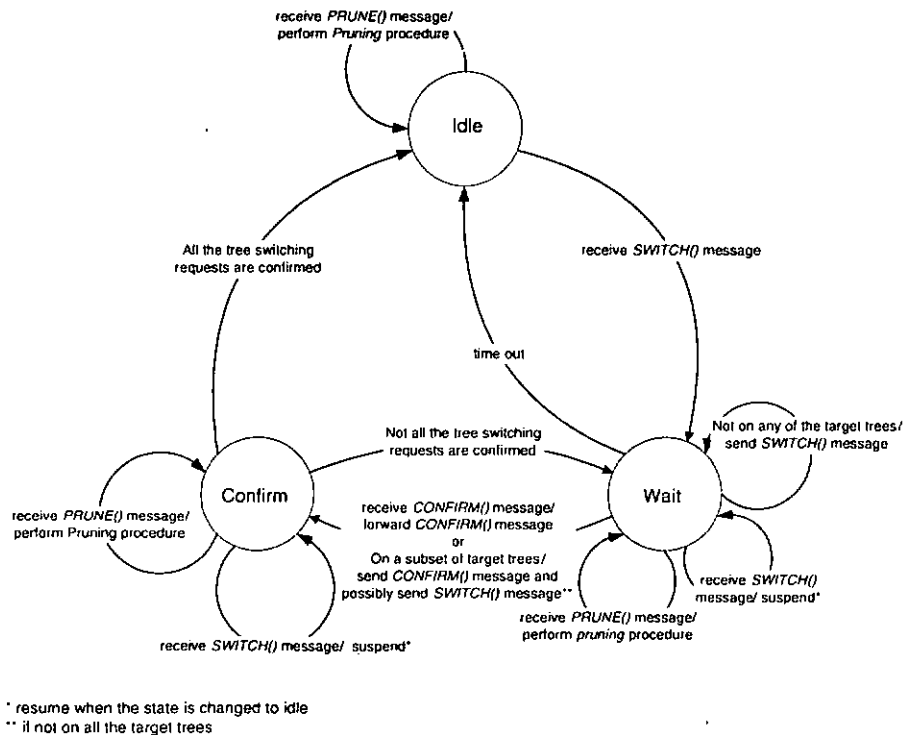 receive PRUNE() message/
perform Pruning procedure
Idle
All the tree switching
requests are confirmed
receive SWITCH() message
time out
Not on any of the target trees/
send SWITCH() message
Not all the tree switching
requests are confirmed
Confirm
Wait
receive PRUNE() message/
perform Pruning procedure
receive CONFIRM() message/
forward CONFIRM() message
or
On a subset of target trees/
send CONFIRM() message and
possibly send SWITCH() message**
receive SWITCH()
message/ suspend*
receive PRUNE() message/
perform pruning procedure
receive SWITCH() message/ suspend*
* resume when the state is changed to idle
** if not on all the target trees